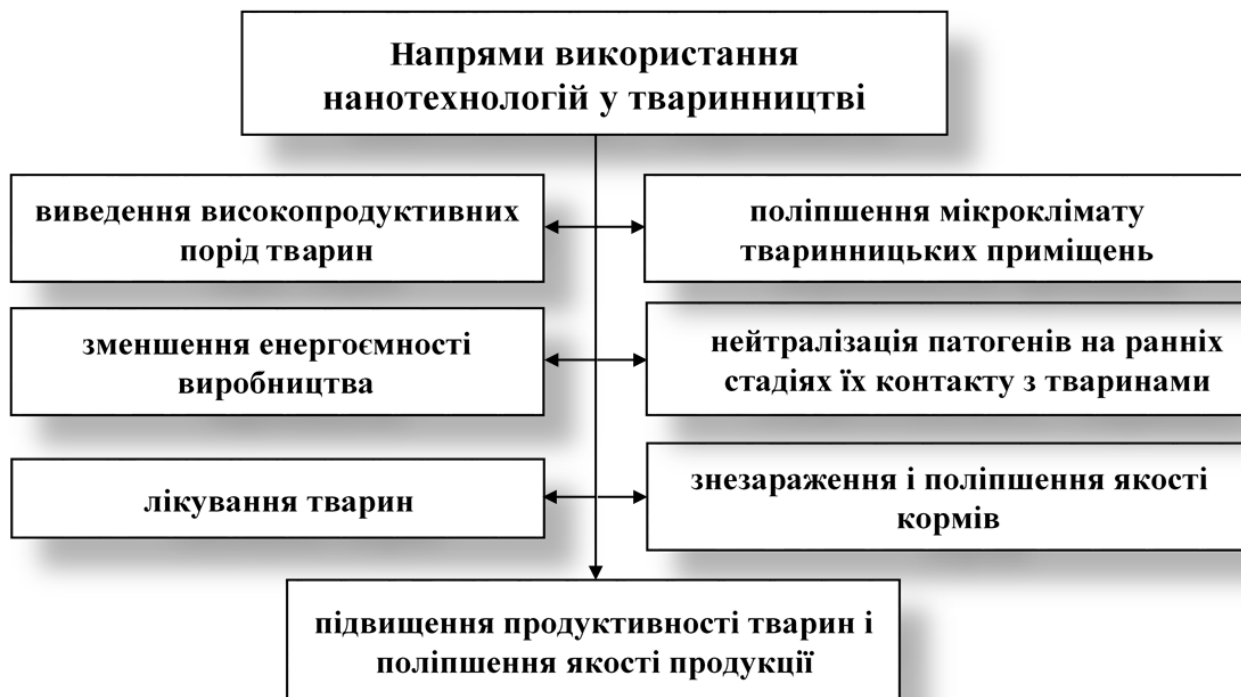 Напрями використання
нанотехнологій у тваринництві
виведення високопродуктивних
порід тварин
поліпшення мікроклімату
тваринницьких приміщень
зменшення енергоємності
виробництва
нейтралізація патогенів на ранніх
стадіях їх контакту з тваринами
лікування тварин
знезараження і поліпшення якості
кормів
підвищення продуктивності тварин і
поліпшення якості продукції